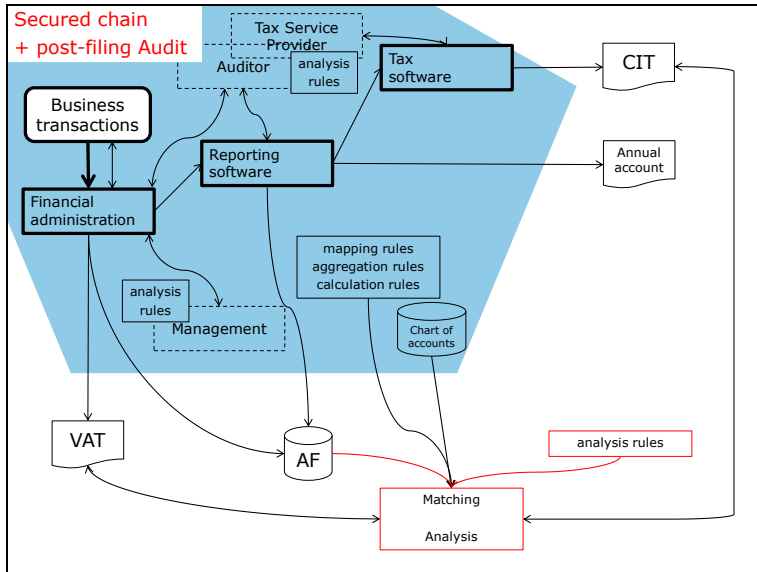 Secured chain
+ post-filing Audit
Tax Service
Provider
Auditor
analysis
rules
Tax
software
CIT
Business
transactions
Reporting
software
Annual
account
Financial
administration
mapping rules
aggregation rules
calculation rules
analysis
rules
Management
Chart of
accounts
VAT
AF
analysis rules
Matching
Analysis